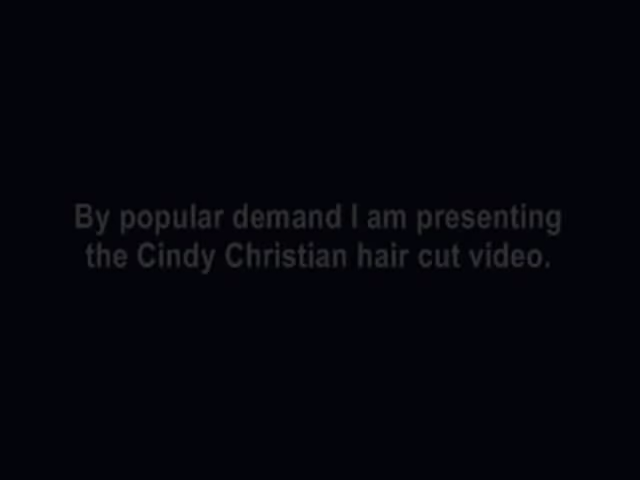 By popular demand I am presenting
the Cindy Christian hair cut video.